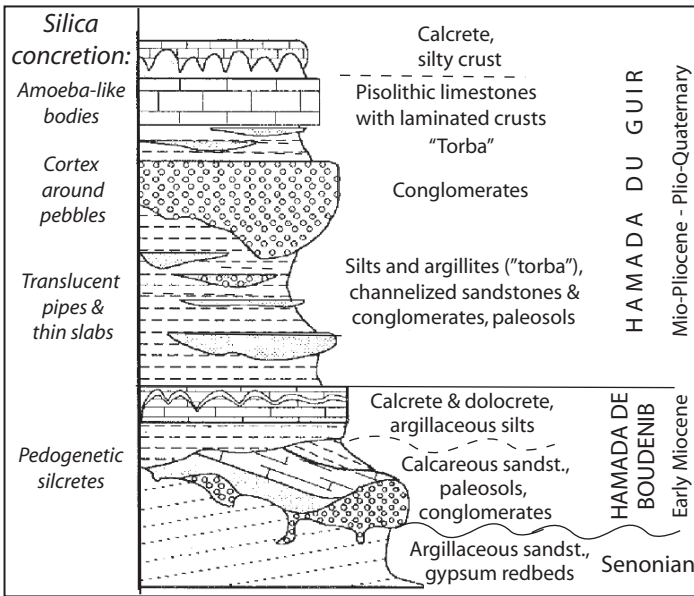 Silica
concretion:
Amoeba-like
bodies
Cortex
around
pebbles
Translucent
pipes &
thin slabs
Pedogenetic
silcretes
Calcrete,
silty crust
Pisolithic limestones
with laminated crusts
"Torba"
Conglomerates
Silts and argillites ("torba"),
channelized sandstones &
conglomerates, paleosols
Calcrete & dolocrete,
argillaceous silts
Calcareous sandst.,
paleosols,
conglomerates
Argillaceous sandst.,
gypsum redbeds
HAMADA DU GUIR
Mio-Pliocene - Plio-Quaternary
HAMADA DE
BOUDENIB
Early Miocene
Senonian